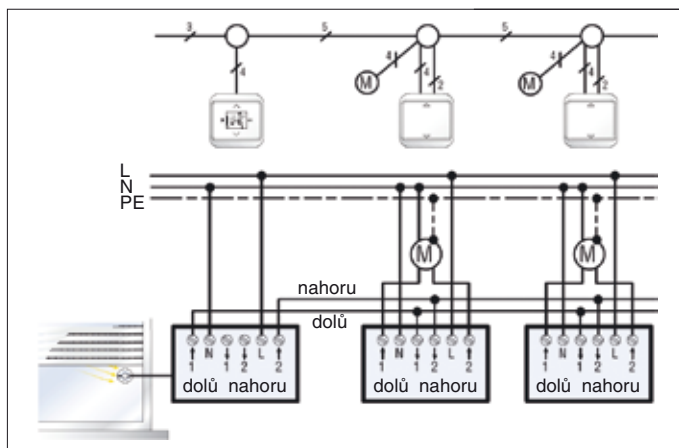 3 5 5
4 4 4 2 4 4 2
M M
L
N
PE
M M
nahoru
dolů
N L N L N L
1 1 2 2 1 1 2 2 1 1 2 2
dolů nahoru dolů nahoru dolů nahoru